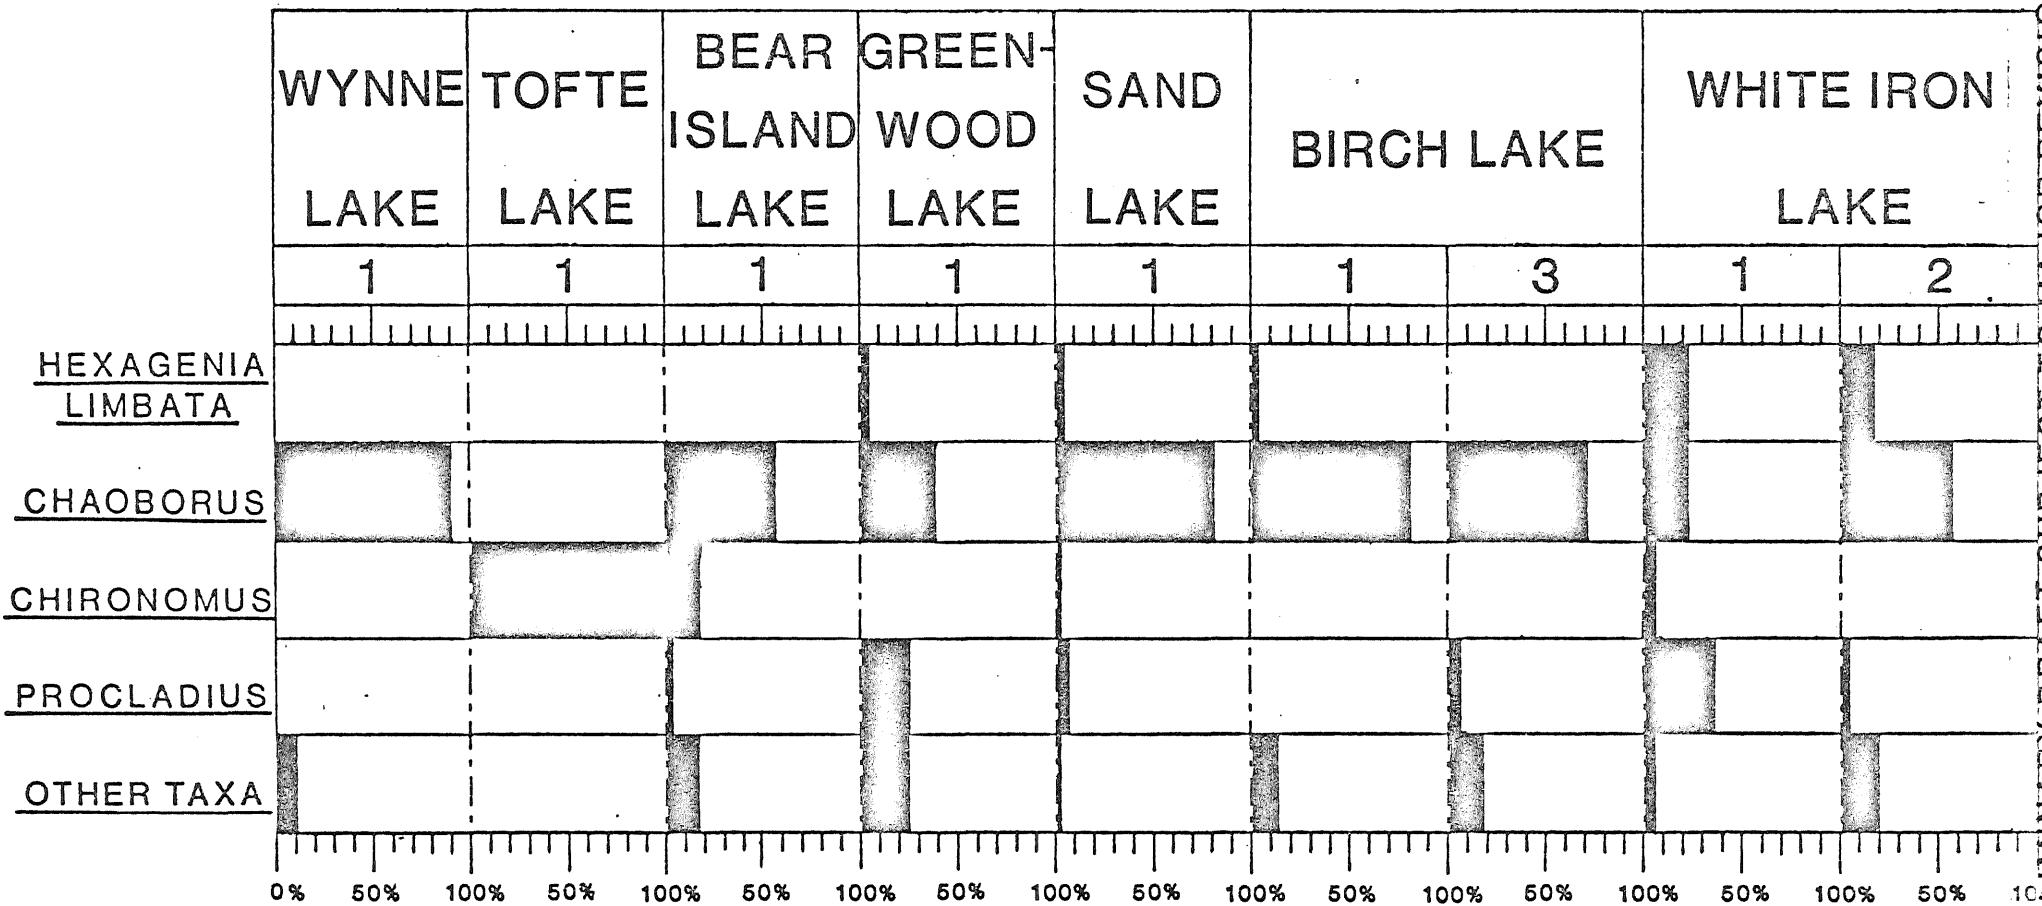 WYNNE
LAKE
TOFTE
LAKE
BEAR
ISLAND
LAKE
GREEN-
WOOD
LAKE
SAND
LAKE
BIRCH LAKE
WHITE IRON
LAKE
1 1 1 1 1 1 3 1 2
HEXAGENIA
LIMBATA
CHAOBORUS
CHIRONOMUS
PROCLADIUS
OTHER TAXA
0% 50% 100% 50% 100% 50% 100% 50% 100% 50% 100% 50% 100% 50% 100% 50% 100% 50%